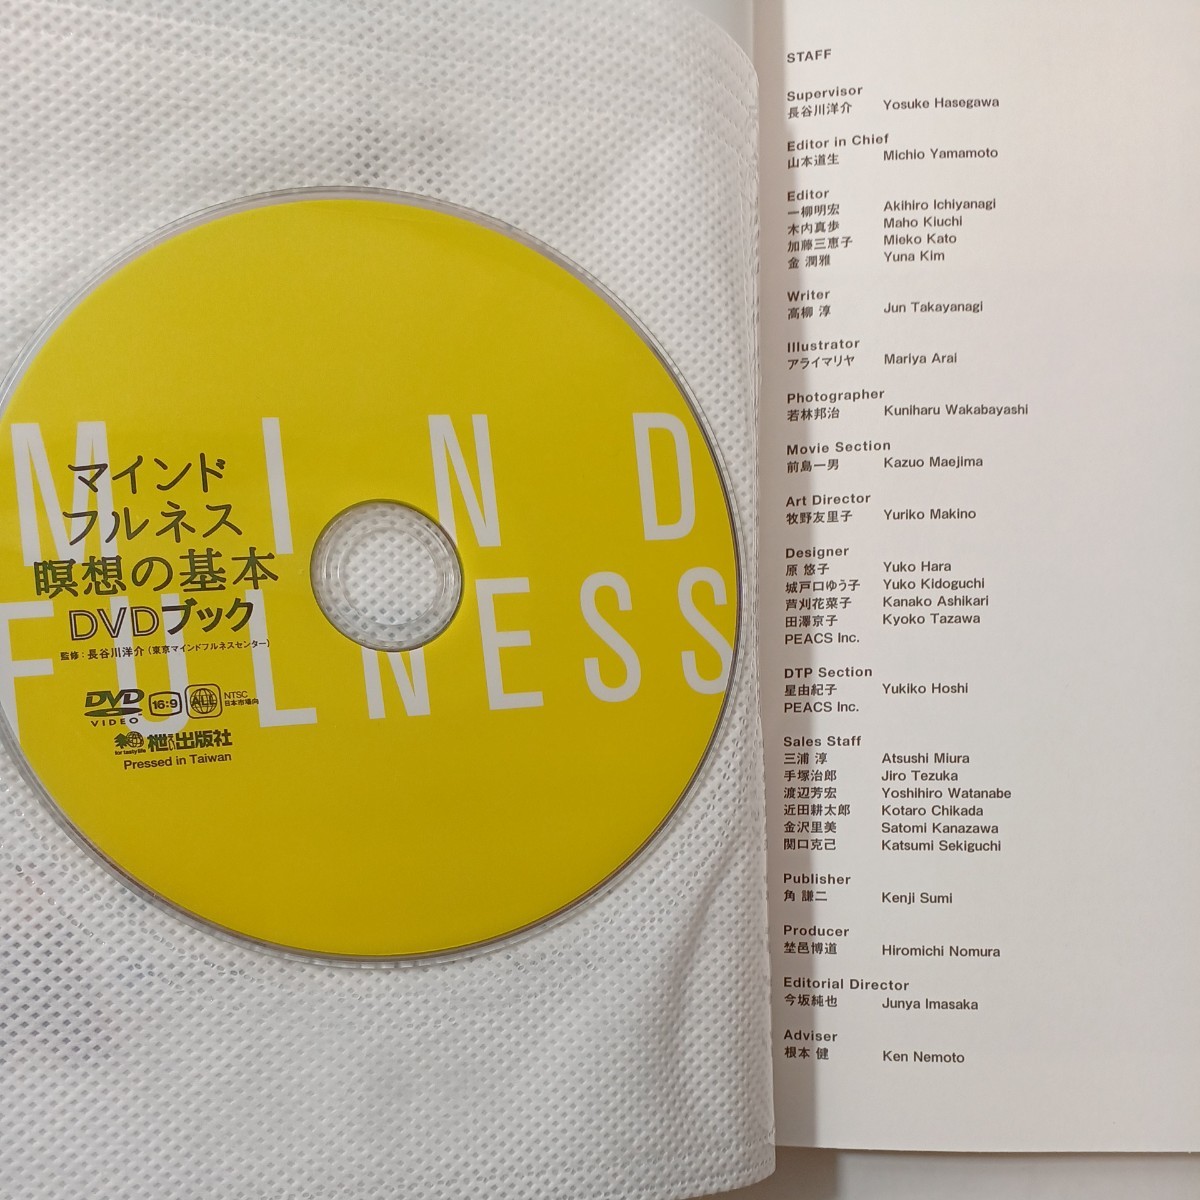 MIND
FULNESS
マインド
フルネス
瞑想の基本
DVDブック
監修：長谷川洋介（東京マインドフルネスセンター）
DVD
VIDEO
16:9
ALL
NTSC
日本市場向
for tasty life
枻出版社
Pressed in Taiwan
STAFF
Supervisor
長谷川洋介 Yosuke Hasegawa
Editor in Chief
山本道生 Michio Yamamoto
Editor
一柳明宏 Akihiro Ichiyanagi
木内真歩 Maho Kiuchi
加藤三恵子 Mieko Kato
金 潤雅 Yuna Kim
Writer
高柳 淳 Jun Takayanagi
Illustrator
アライマリヤ Mariya Arai
Photographer
若林邦治 Kuniharu Wakabayashi
Movie Section
前島一男 Kazuo Maejima
Art Director
牧野友里子 Yuriko Makino
Designer
原 悠子 Yuko Hara
城戸口ゆう子 Yuko Kidoguchi
芦刈花菜子 Kanako Ashikari
田澤京子 Kyoko Tazawa
PEACS Inc.
DTP Section
星由紀子 Yukiko Hoshi
PEACS Inc.
Sales Staff
三浦 淳 Atsushi Miura
手塚治郎 Jiro Tezuka
渡辺芳宏 Yoshihiro Watanabe
近田耕太郎 Kotaro Chikada
金沢里美 Satomi Kanazawa
関口克己 Katsumi Sekiguchi
Publisher
角 謙二 Kenji Sumi
Producer
埜邑博道 Hiromichi Nomura
Editorial Director
今坂純也 Junya Imasaka
Adviser
根本 健 Ken Nemoto